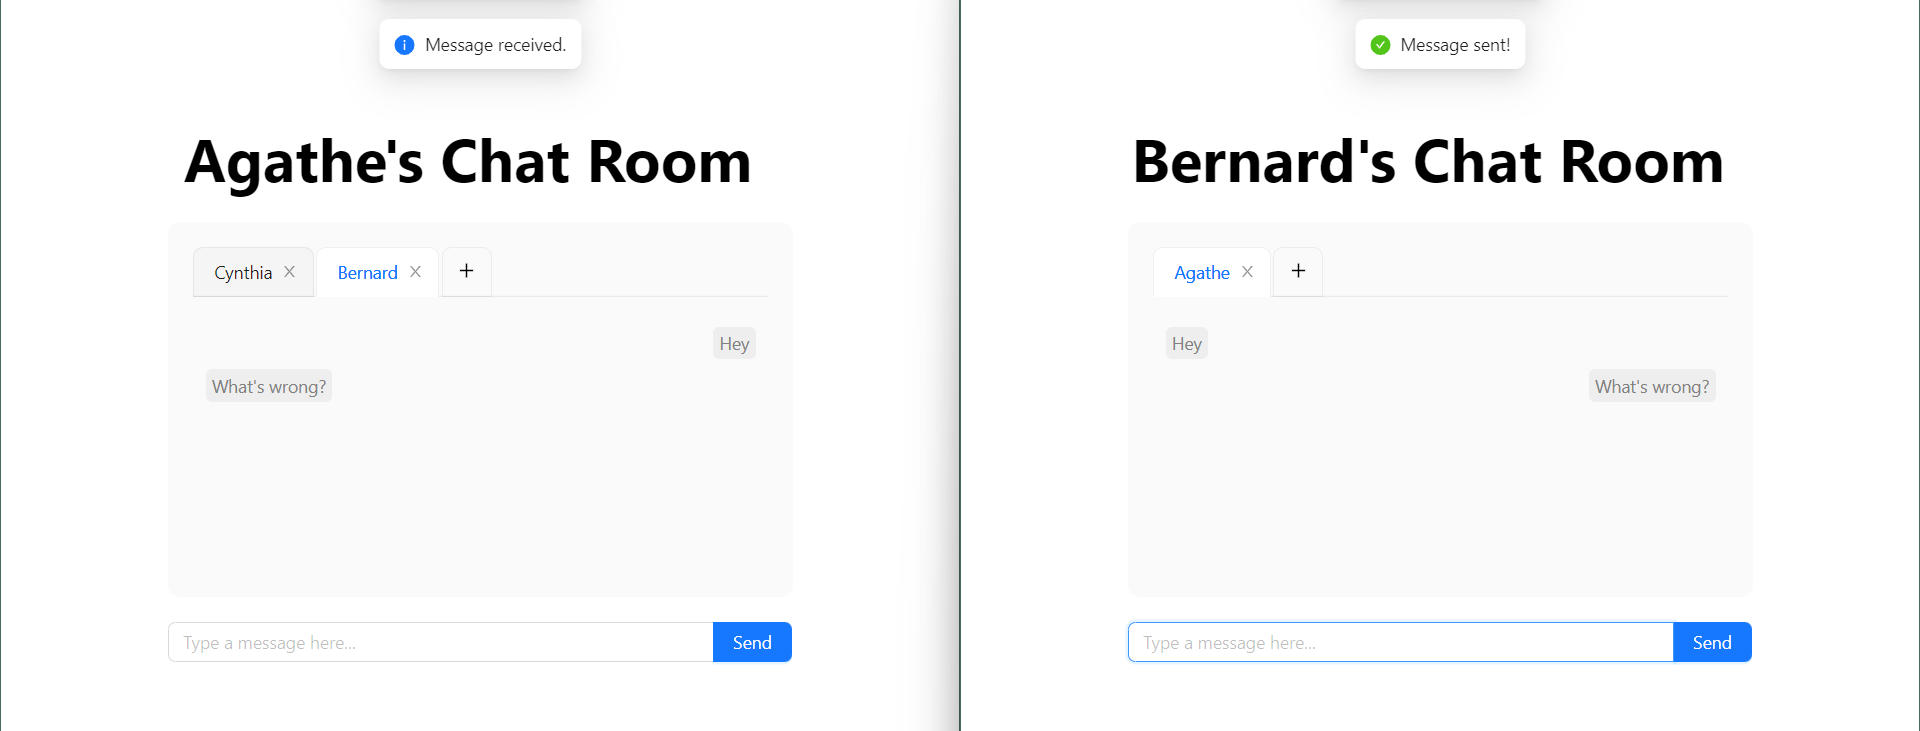 Message received.
Agathe's Chat Room
Cynthia
Bernard
Hey
What's wrong?
Type a message here...
Send
Message sent!
Bernard's Chat Room
Agathe
Hey
What's wrong?
Type a message here...
Send